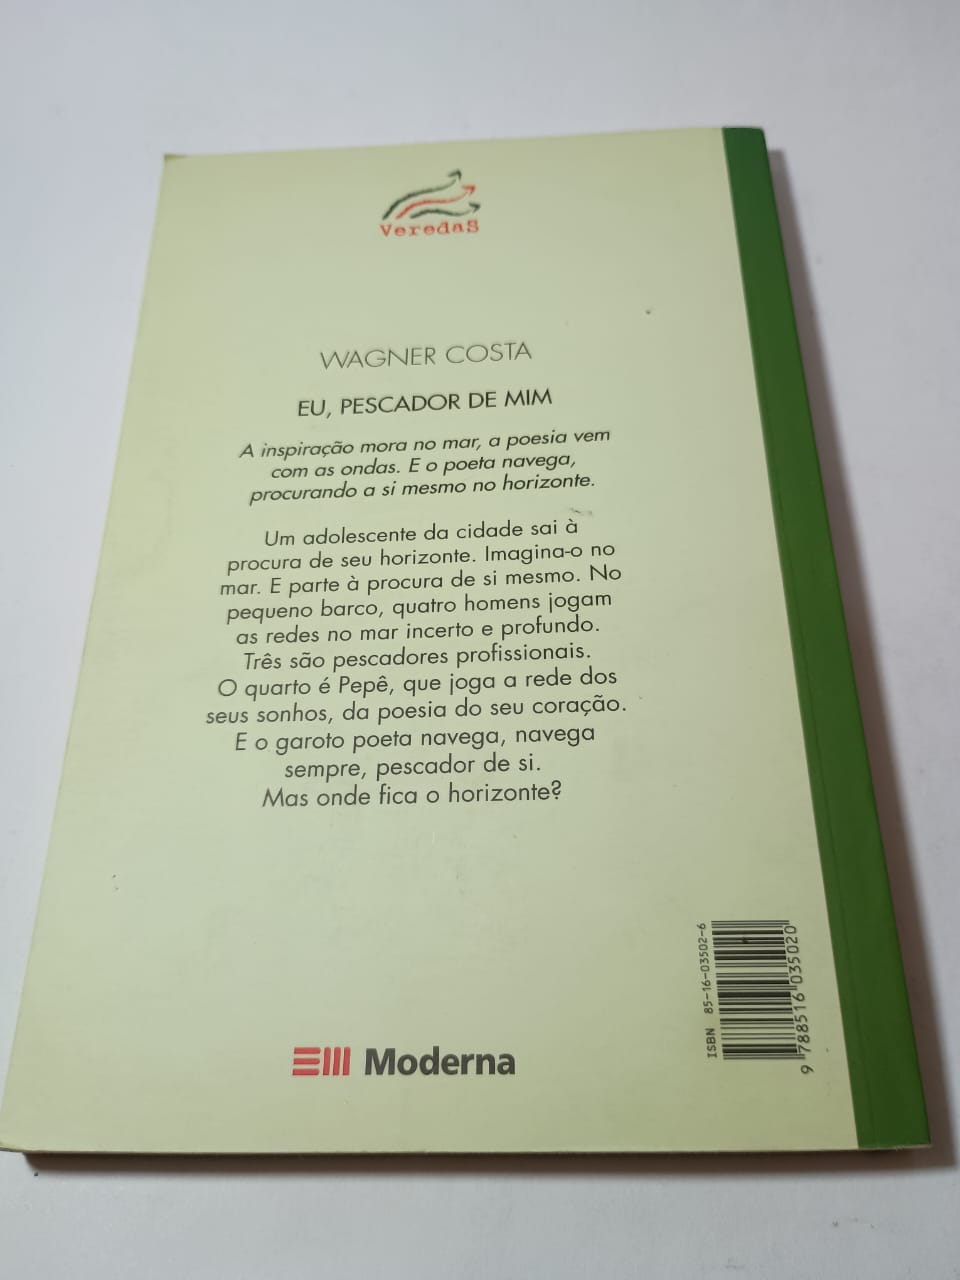 VeredaS
WAGNER COSTA
EU, PESCADOR DE MIM
A inspiração mora no mar, a poesia vem
com as ondas. E o poeta navega,
procurando a si mesmo no horizonte.
Um adolescente da cidade sai à
procura de seu horizonte. Imagina-o no
mar. E parte à procura de si mesmo. No
pequeno barco, quatro homens jogam
as redes no mar incerto e profundo.
Três são pescadores profissionais.
O quarto é Pepê, que joga a rede dos
seus sonhos, da poesia do seu coração.
E o garoto poeta navega, navega
sempre, pescador de si.
Mas onde fica o horizonte?
ISBN 85-16-03502-6
9 788516 035020
Moderna